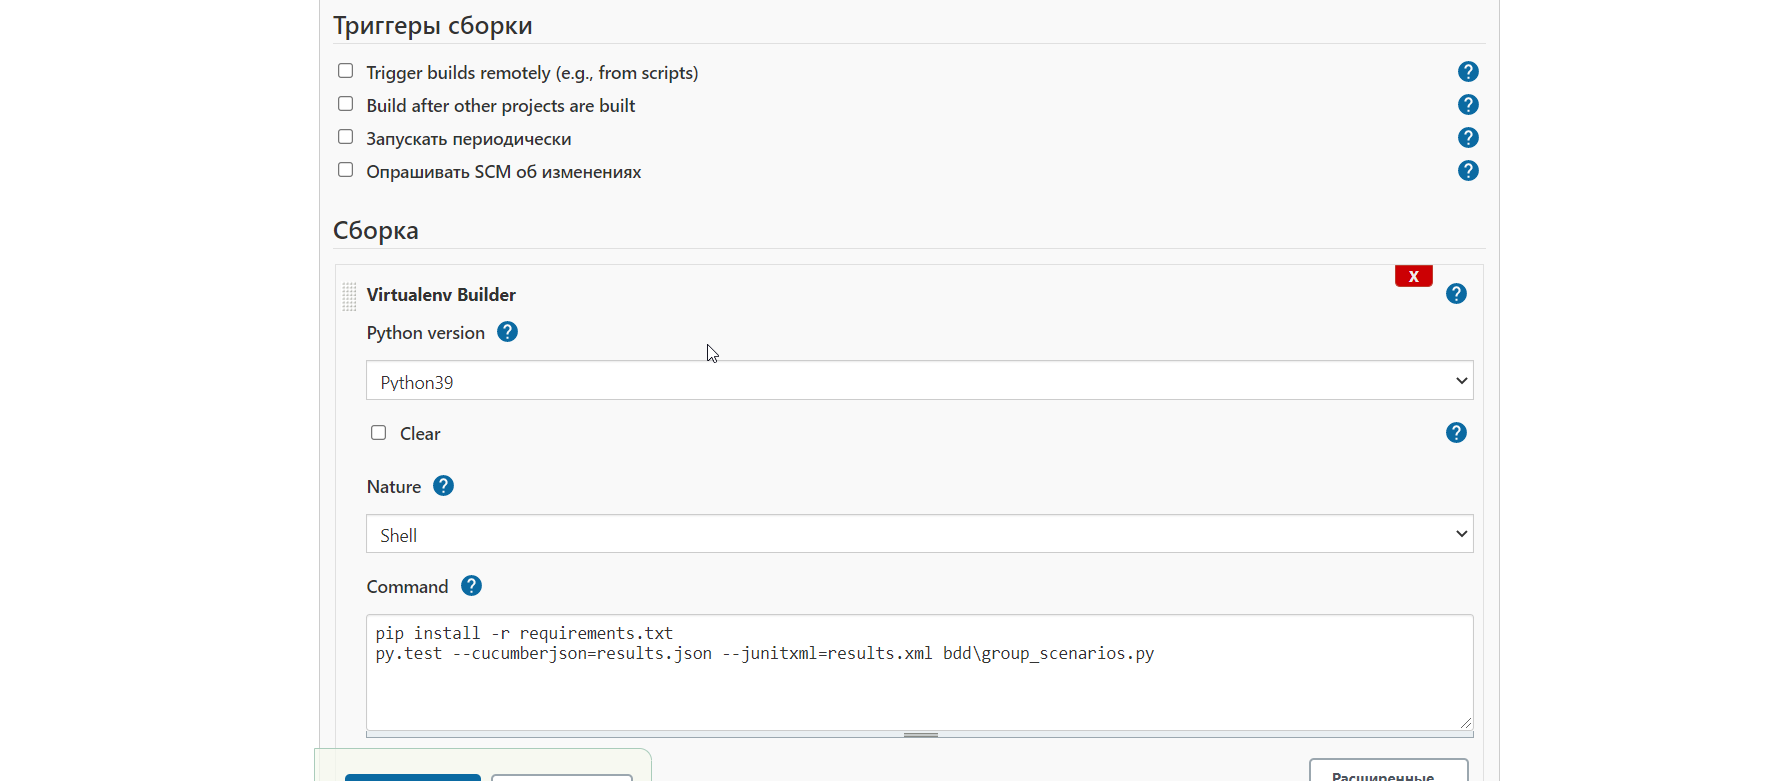 Триггеры сборки
Trigger builds remotely (e.g., from scripts)
?
Build after other projects are built
?
Запускать периодически
?
Опрашивать SCM об изменениях
?
Сборка
X
Virtualenv Builder
?
Python version ?
Python39
Clear
?
Nature ?
Shell
Command ?
pip install -r requirements.txt
py.test --cucumberjson=results.json --junitxml=results.xml bdd\group_scenarios.py
Расширенные